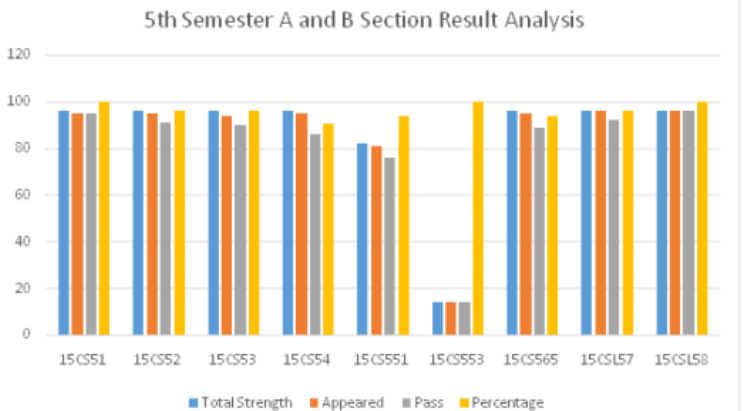 5th Semester A and B Section Result Analysis
120
100
80
60
40
20
0
15CS51 15CS52 15CS53 15CS54 15CS551 15CS553 15CS565 15CSL57 15CSL58
Total Strength Appeared Pass Percentage